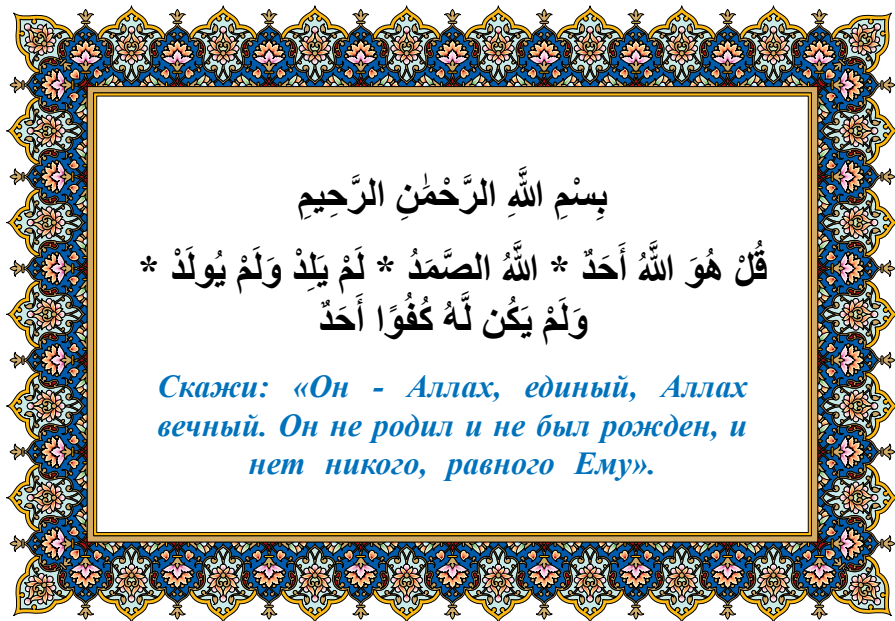 بِسْمِ اللَّهِ الرَّحْمَٰنِ الرَّحِيمِ
قُلْ هُوَ اللَّهُ أَحَدٌ * اللَّهُ الصَّمَدُ * لَمْ يَلِدْ وَلَمْ يُولَدْ *
وَلَمْ يَكُن لَّهُ كُفُوًا أَحَدٌ
Скажи: «Он - Аллах, единый, Аллах
вечный. Он не родил и не был рожден, и
нет никого, равного Ему».